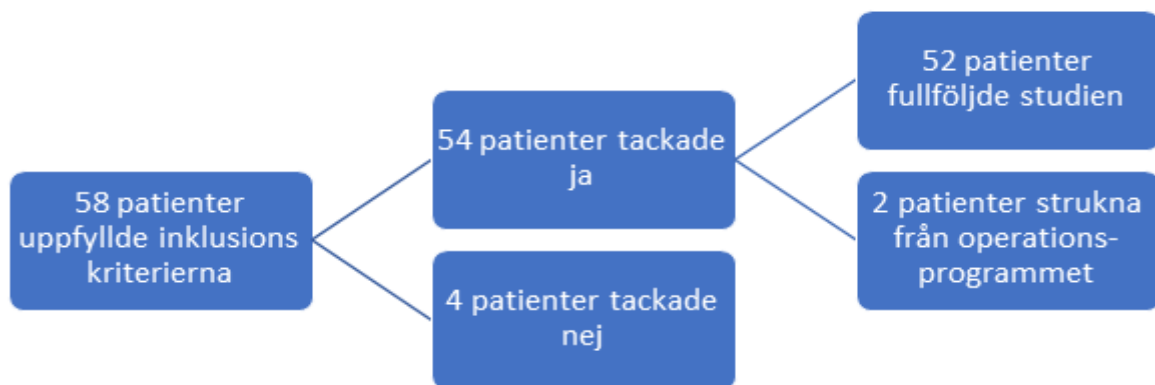 58 patienter
uppfyllde inklusions
kriterierna
54 patienter tackade
ja
4 patienter tackade
nej
52 patienter
fullföljde studien
2 patienter strukna
från operations-
programmet